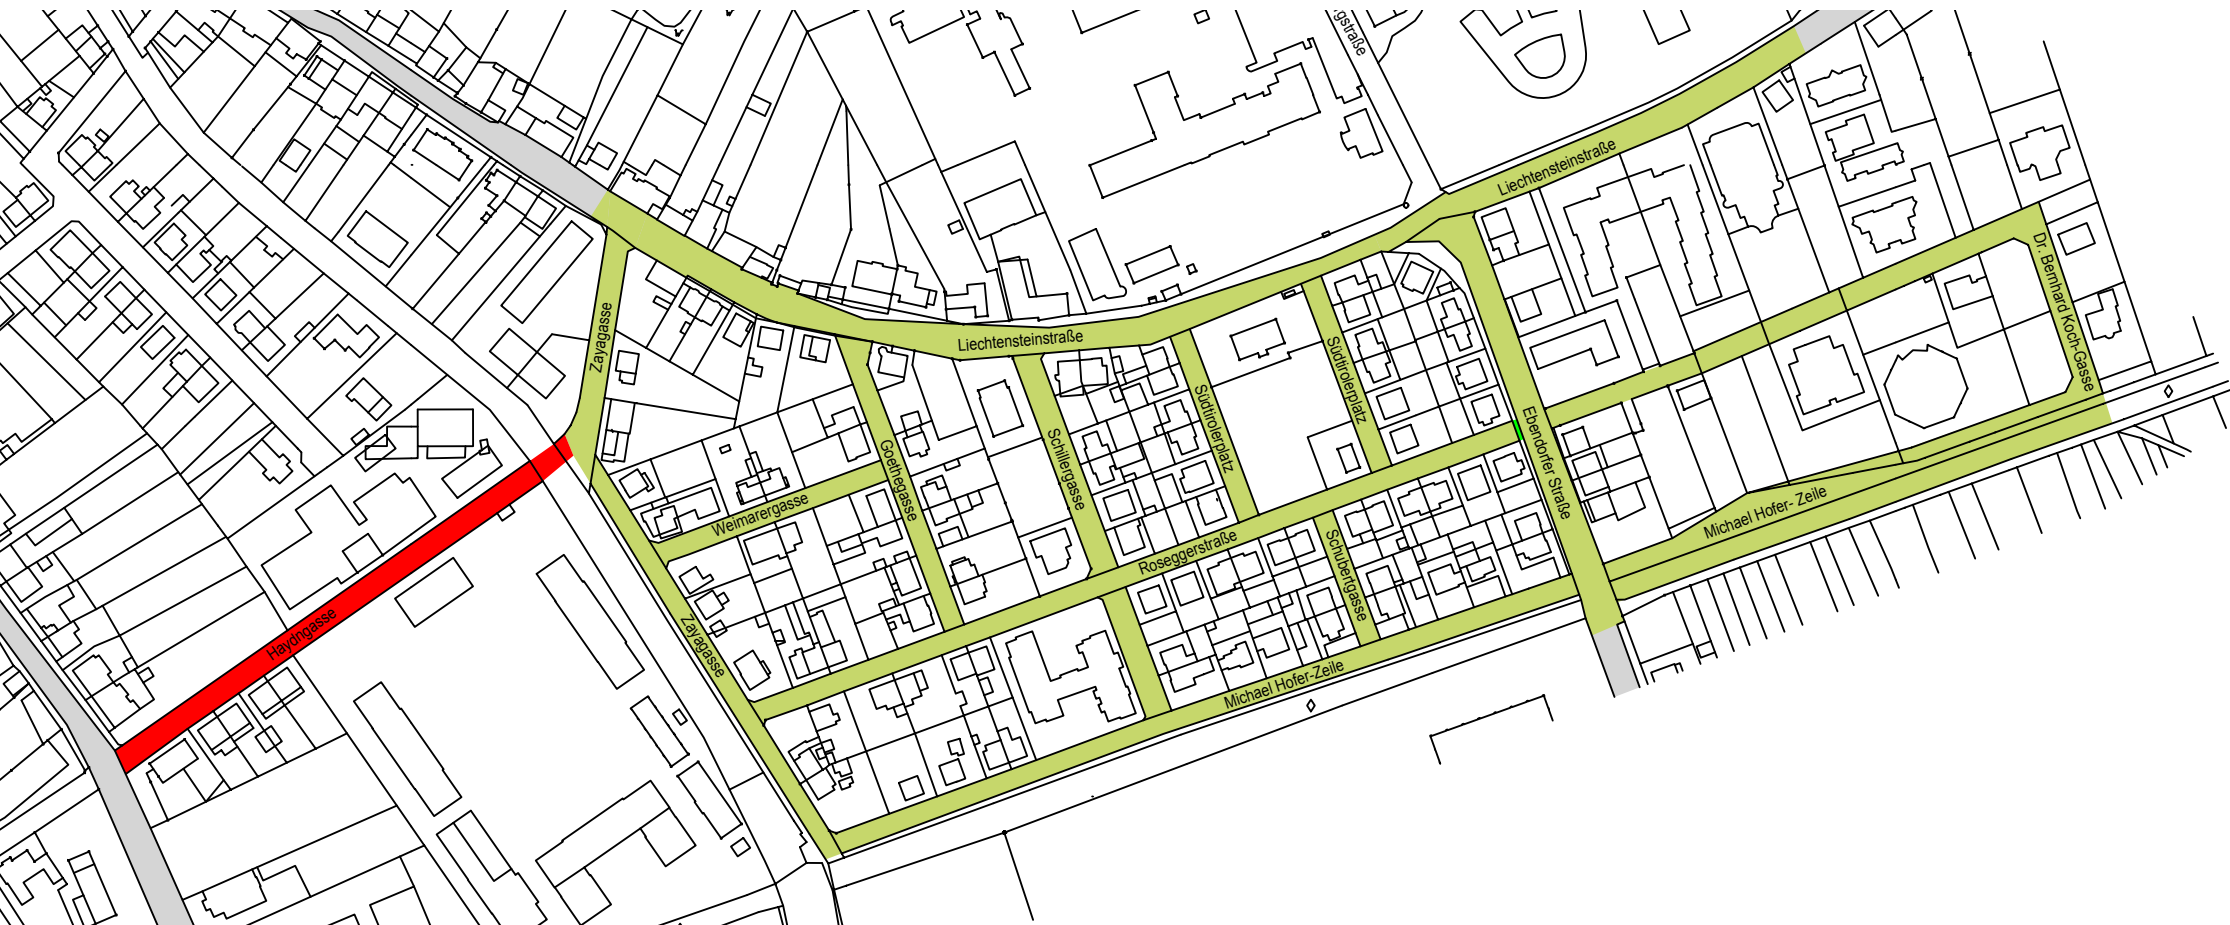 Liechtensteinstraße
Dr. Bernhard Koch-Gasse
Zayagasse
Liechtensteinstraße
Südtirolerplatz
Südtirolerplatz
Goethegasse
Schillergasse
Ebendorfer Straße
Weimarergasse
Michael Hofer- Zeile
Roseggerstraße
Schubertgasse
Haydngasse
Zayagasse
Michael Hofer-Zeile